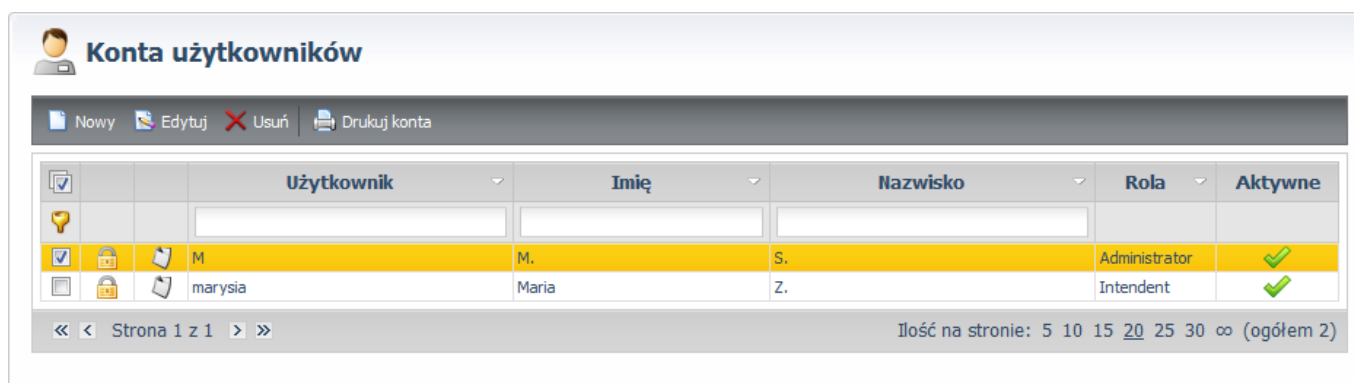 Konta użytkowników
Nowy Edytuj Usuń Drukuj konta
Użytkownik Imię Nazwisko Rola Aktywne
M M. S. Administrator
marysia Maria Z. Intendent
« < Strona 1 z 1 > » Ilość na stronie: 5 10 15 20 25 30 ∞ (ogółem 2)